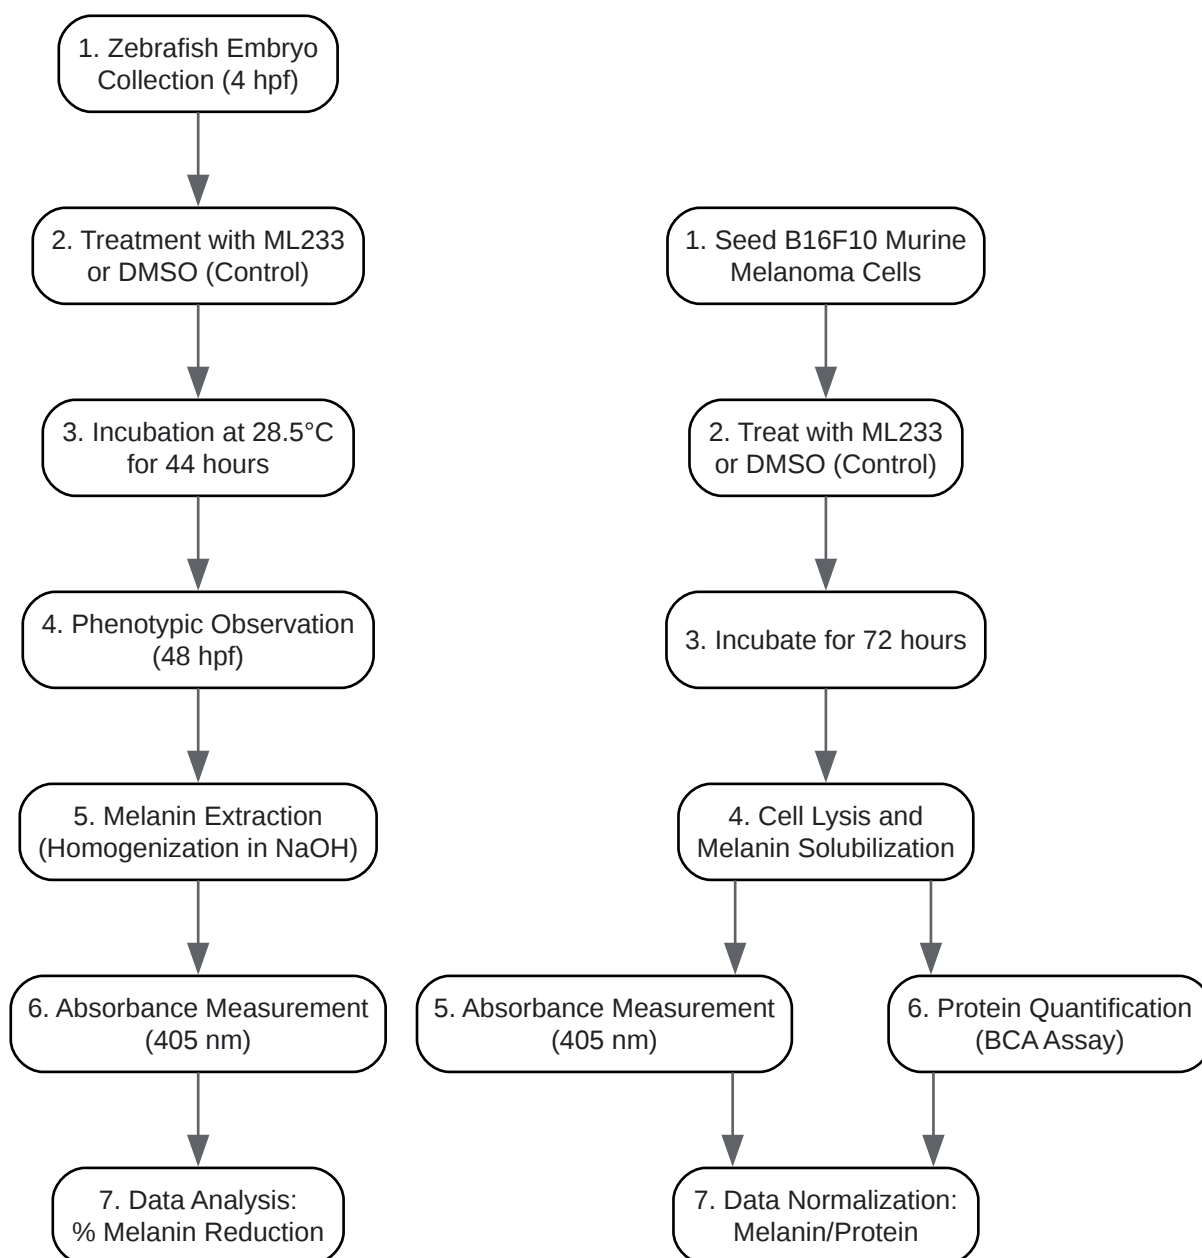 1. Zebrafish Embryo
Collection (4 hpf)
2. Treatment with ML233
or DMSO (Control)
3. Incubation at 28.5°C
for 44 hours
4. Phenotypic Observation
(48 hpf)
5. Melanin Extraction
(Homogenization in NaOH)
6. Absorbance Measurement
(405 nm)
7. Data Analysis:
% Melanin Reduction
1. Seed B16F10 Murine
Melanoma Cells
2. Treat with ML233
or DMSO (Control)
3. Incubate for 72 hours
4. Cell Lysis and
Melanin Solubilization
5. Absorbance Measurement
(405 nm)
6. Protein Quantification
(BCA Assay)
7. Data Normalization:
Melanin/Protein